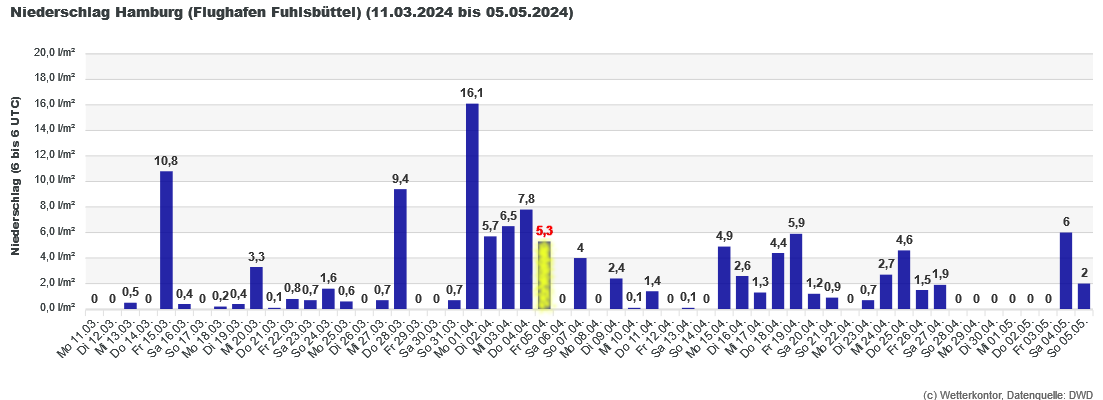 Niederschlag Hamburg (Flughafen Fuhlsbüttel) (11.03.2024 bis 05.05.2024)
Niederschlag (6 bis 6 UTC)
20,0 l/m²
18,0 l/m²
16,0 l/m²
14,0 l/m²
12,0 l/m²
10,0 l/m²
8,0 l/m²
6,0 l/m²
4,0 l/m²
2,0 l/m²
0,0 l/m²
0 0 0,5 0 10,8 0,4 0 0,2 0,4 3,3 0,1 0,8 0,7 1,6 0,6 0 0,7 9,4 0 0 0,7 16,1 5,7 6,5 7,8 5,3 0 4 0 2,4 0,1 1,4 0 0,1 0 4,9 2,6 1,3 4,4 5,9 1,2 0,9 0 0,7 2,7 4,6 1,5 1,9 0 0 0 0 0 0 6 2
Mo 11.03.
Di 12.03.
Mi 13.03.
Do 14.03.
Fr 15.03.
Sa 16.03.
So 17.03.
Mo 18.03.
Di 19.03.
Mi 20.03.
Do 21.03.
Fr 22.03.
Sa 23.03.
So 24.03.
Mo 25.03.
Di 26.03.
Mi 27.03.
Do 28.03.
Fr 29.03.
Sa 30.03.
So 31.03.
Mo 01.04.
Di 02.04.
Mi 03.04.
Do 04.04.
Fr 05.04.
Sa 06.04.
So 07.04.
Mo 08.04.
Di 09.04.
Mi 10.04.
Do 11.04.
Fr 12.04.
Sa 13.04.
So 14.04.
Mo 15.04.
Di 16.04.
Mi 17.04.
Do 18.04.
Fr 19.04.
Sa 20.04.
So 21.04.
Mo 22.04.
Di 23.04.
Mi 24.04.
Do 25.04.
Fr 26.04.
Sa 27.04.
So 28.04.
Mo 29.04.
Di 30.04.
Mi 01.05.
Do 02.05.
Fr 03.05.
Sa 04.05.
So 05.05.
(c) Wetterkontor, Datenquelle: DWD